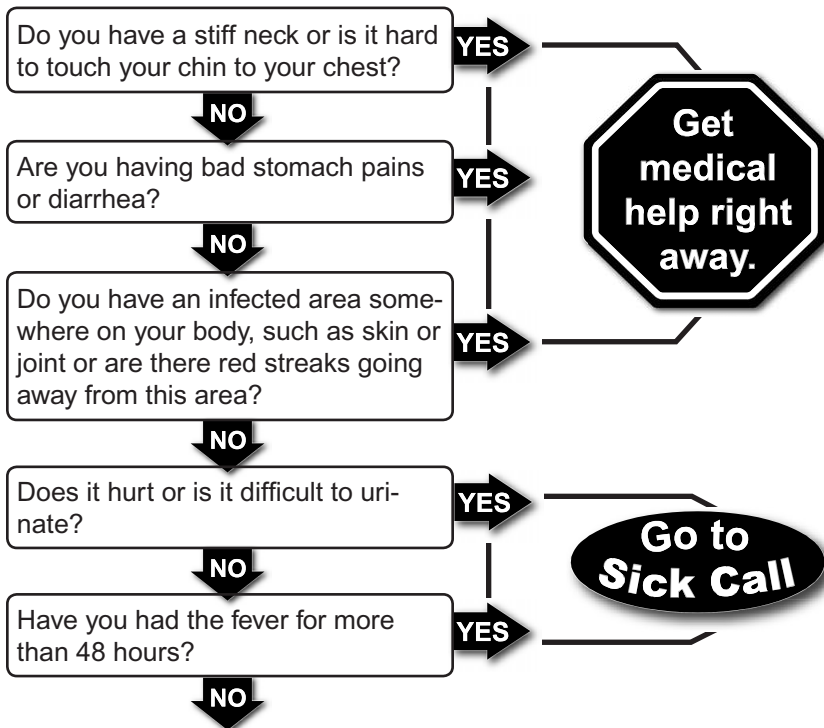 Do you have a stiff neck or is it hard
to touch your chin to your chest?
YES
NO
Are you having bad stomach pains
or diarrhea?
YES
NO
Do you have an infected area some-
where on your body, such as skin or
joint or are there red streaks going
away from this area?
YES
Get
medical
help right
away.
NO
Does it hurt or is it difficult to uri-
nate?
YES
NO
Have you had the fever for more
than 48 hours?
YES
Go to
Sick Call
NO